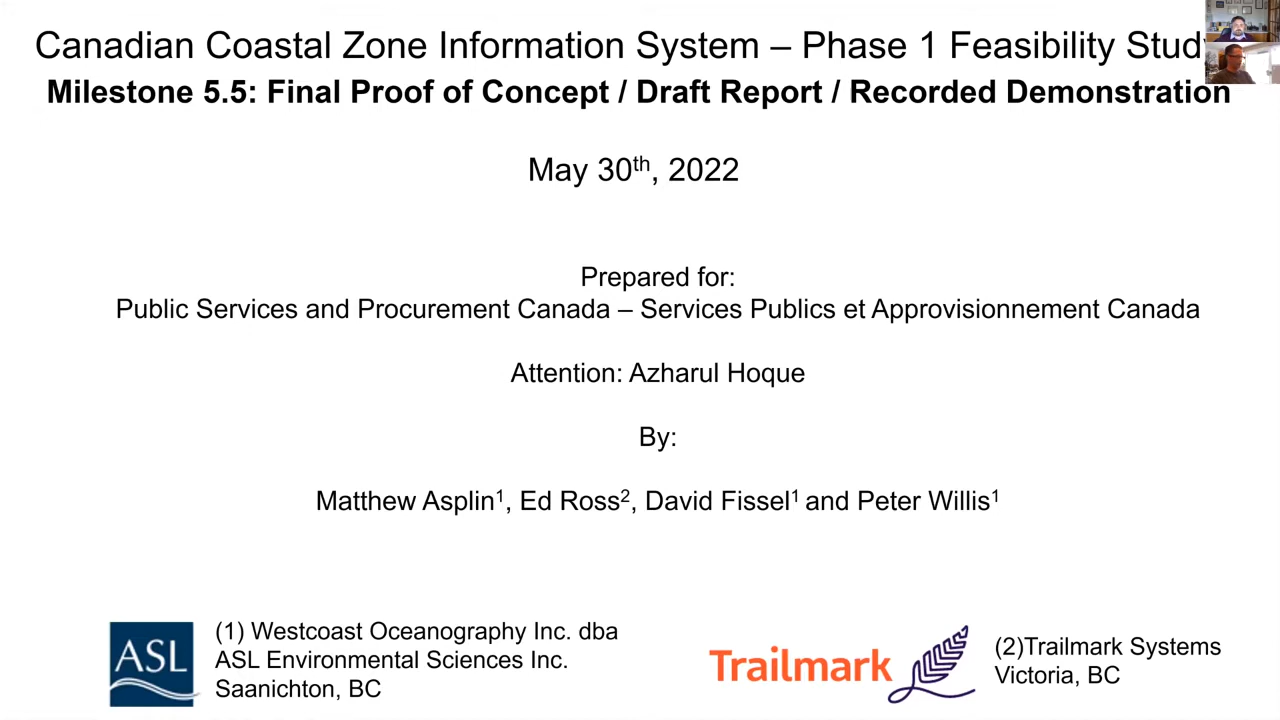 Canadian Coastal Zone Information System – Phase 1 Feasibility Study
Milestone 5.5: Final Proof of Concept / Draft Report / Recorded Demonstration
May 30th, 2022
Prepared for:
Public Services and Procurement Canada – Services Publics et Approvisionnement Canada
Attention: Azharul Hoque
By:
Matthew Asplin1, Ed Ross2, David Fissel1 and Peter Willis1
ASL
(1) Westcoast Oceanography Inc. dba
ASL Environmental Sciences Inc.
Saanichton, BC
Trailmark
(2)Trailmark Systems
Victoria, BC